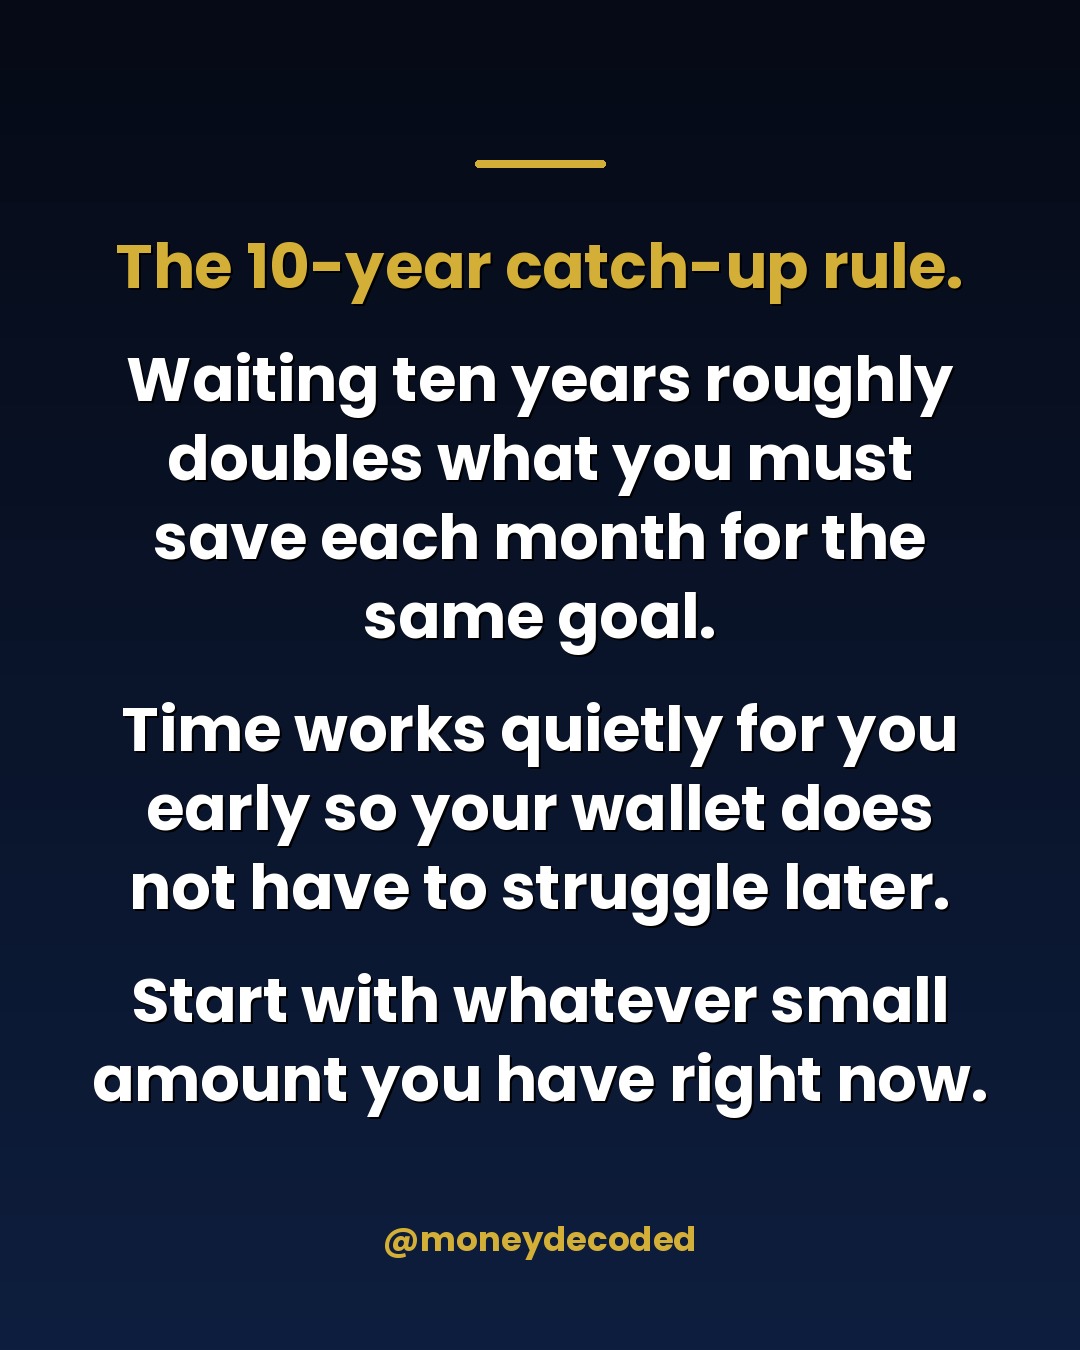 The 10-year catch-up rule.
Waiting ten years roughly
doubles what you must
save each month for the
same goal.
Time works quietly for you
early so your wallet does
not have to struggle later.
Start with whatever small
amount you have right now.
@moneydecoded